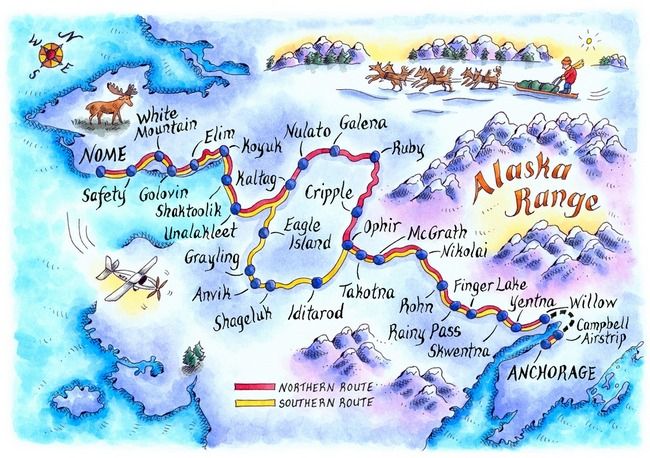 N
W
E
S
White
Mountain
Elim
Koyuk
Nulato
Galena
Ruby
NOME
Safety
Golovin
Shaktoolik
Unalakleet
Kaltag
Cripple
Alaska
Range
Eagle
Island
Ophir
McGrath
Nikolai
Grayling
Anvik
Shageluk
Iditarod
Takotna
Rohn
Finger Lake
Rainy Pass
Skwentna
Yentna
Willow
Campbell
Airstrip
ANCHORAGE
NORTHERN ROUTE
SOUTHERN ROUTE